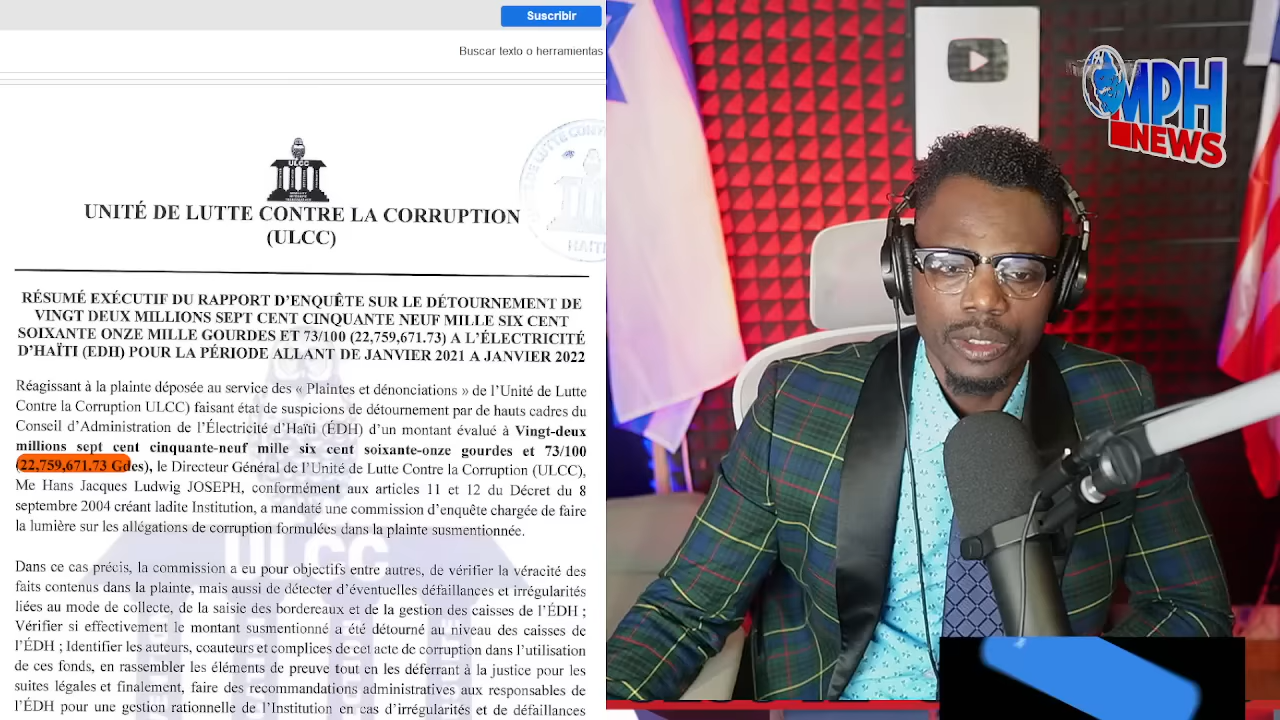 Suscribir
Buscar texto o herramientas
ULCC
UNITÉ DE LUTTE CONTRE LA CORRUPTION
(ULCC)
RÉSUMÉ EXÉCUTIF DU RAPPORT D'ENQUÊTE SUR LE DÉTOURNEMENT DE
VINGT DEUX MILLIONS SEPT CENT CINQUANTE NEUF MILLE SIX CENT
SOIXANTE ONZE MILLE GOURDES ET 73/100 (22,759,671.73) A L'ÉLECTRICITÉ
D'HAÏTI (EDH) POUR LA PÉRIODE ALLANT DE JANVIER 2021 A JANVIER 2022
Réagissant à la plainte déposée au service des « Plaintes et dénonciations » de l'Unité de Lutte
Contre la Corruption ULCC) faisant état de suspicions de détournement par de hauts cadres du
Conseil d'Administration de l'Électricité d'Haïti (ÉDH) d'un montant évalué à Vingt-deux
millions sept cent cinquante-neuf mille six cent soixante-onze gourdes et 73/100
(22,759,671.73 Gdes), le Directeur Général de l'Unité de Lutte Contre la Corruption (ULCC),
Me Hans Jacques Ludwig JOSEPH, conformément aux articles 11 et 12 du Décret du 8
septembre 2004 créant ladite Institution, a mandaté une commission d'enquête chargée de faire
la lumière sur les allégations de corruption formulées dans la plainte susmentionnée.
Dans ce cas précis, la commission a eu pour objectifs entre autres, de vérifier la véracité des
faits contenus dans la plainte, mais aussi de détecter d'éventuelles défaillances et irrégularités
liées au mode de collecte, de la saisie des bordereaux et de la gestion des caisses de l'ÉDH ;
Vérifier si effectivement le montant susmentionné a été détourné au niveau des caisses de
l'ÉDH ; Identifier les auteurs, coauteurs et complices de cet acte de corruption dans l'utilisation
de ces fonds, en rassembler les éléments de preuve tout en les déferrant à la justice pour les
suites légales et finalement, faire des recommandations administratives aux responsables de
l'ÉDH pour une gestion rationnelle de l'Institution en cas d'irrégularités et de défaillances
ULCC
MPH
NEWS